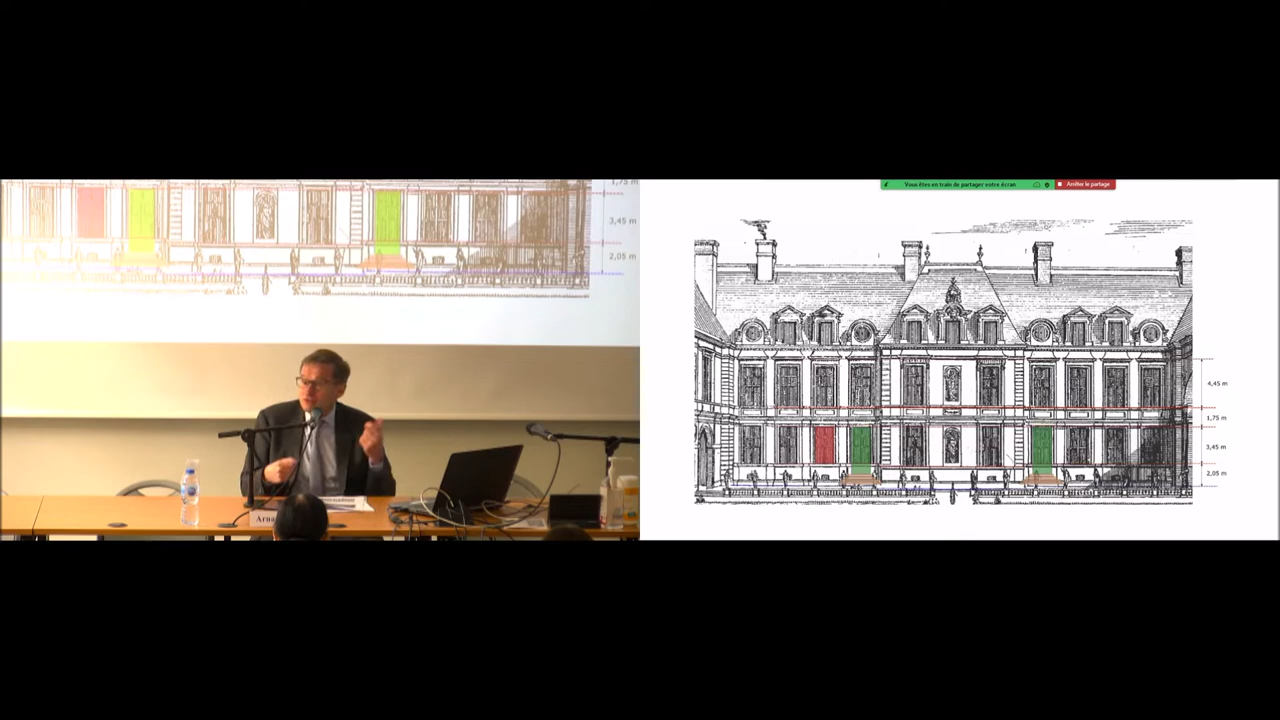 1,75 m
3,45 m
2,05 m
Arna
Vous êtes en train de partager votre écran
Arrêter le partage
4,45 m
1,75 m
3,45 m
2,05 m